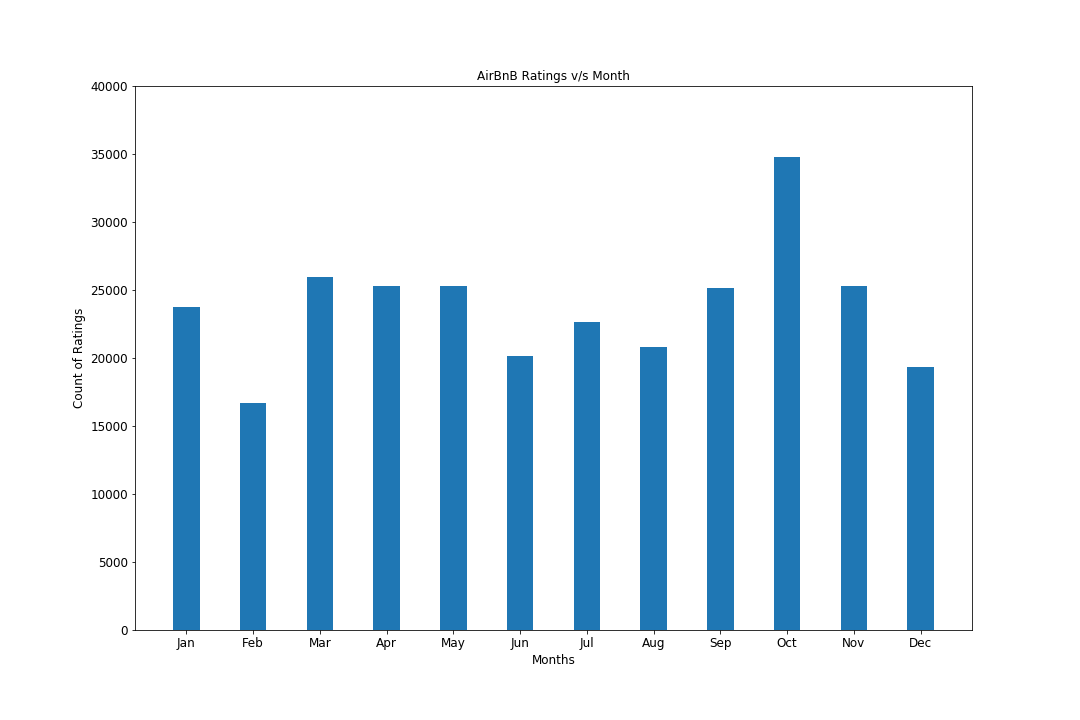 AirBnB Ratings v/s Month
Count of Ratings
40000
35000
30000
25000
20000
15000
10000
5000
0
Jan Feb Mar Apr May Jun Jul Aug Sep Oct Nov Dec
Months